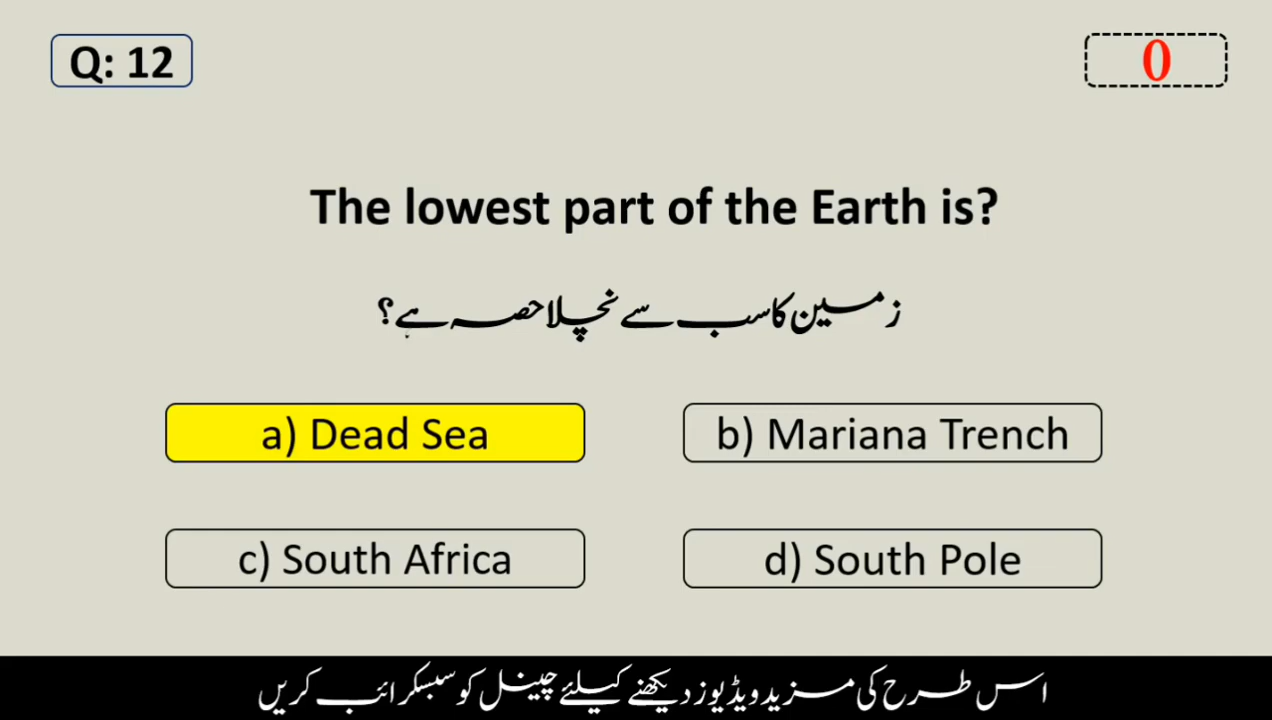 Q: 12
0
The lowest part of the Earth is?
زمین کا سب سے نچلا حصہ ہے؟
a) Dead Sea
b) Mariana Trench
c) South Africa
d) South Pole
اس طرح کی مزید ویڈیوز دیکھنے کیلئے چینل کو سبسکرائب کریں